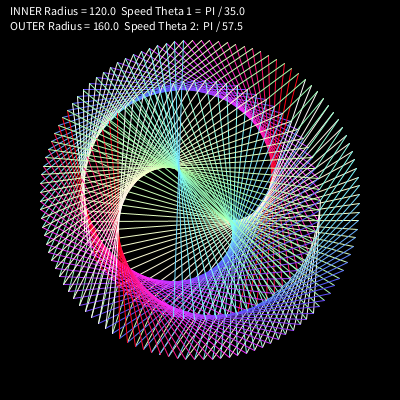 INNER Radius = 120.0  Speed Theta 1 =  PI / 35.0
OUTER Radius = 160.0  Speed Theta 2:  PI / 57.5